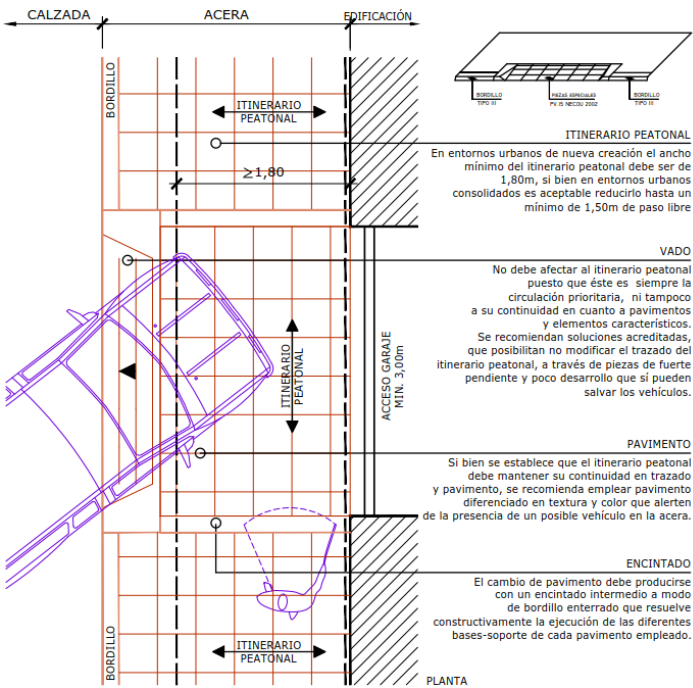 CALZADA
ACERA
EDIFICACIÓN
BORDILLO
ITINERARIO
PEATONAL
≥1,80
BORDILLO
TIPO III
PIEZAS ESPECIALES
PV.IS NECOU 2002
BORDILLO
TIPO III
ITINERARIO PEATONAL
En entornos urbanos de nueva creación el ancho
mínimo del itinerario peatonal debe ser de
1,80m, si bien en entornos urbanos
consolidados es aceptable reducirlo hasta un
mínimo de 1,50m de paso libre
VADO
No debe afectar al itinerario peatonal
puesto que éste es siempre la
circulación prioritaria, ni tampoco
a su continuidad en cuanto a pavimentos
y elementos característicos.
Se recomiendan soluciones acreditadas,
que posibilitan no modificar el trazado del
itinerario peatonal, a través de piezas de fuerte
pendiente y poco desarrollo que sí pueden
salvar los vehículos.
ITINERARIO
PEATONAL
ACCESO GARAJE
MIN. 3,00m
PAVIMENTO
Si bien se establece que el itinerario peatonal
debe mantener su continuidad en trazado
y pavimento, se recomienda emplear pavimento
diferenciado en textura y color que alerten
de la presencia de un posible vehículo en la acera.
ENCINTADO
El cambio de pavimento debe producirse
con un encintado intermedio a modo
de bordillo enterrado que resuelve
constructivamente la ejecución de las diferentes
bases-soporte de cada pavimento empleado.
BORDILLO
ITINERARIO
PEATONAL
PLANTA